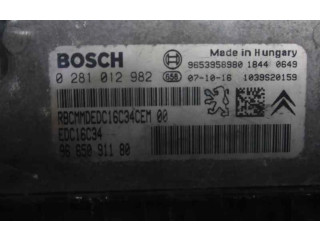 BOSCH
Made in Hungary
9653958980 1844 0649
0 281 012 982
656 07-10-16 1039S20159
RBCMMDEDC16C34CEM 00
EDC16C34
96 650 911 80